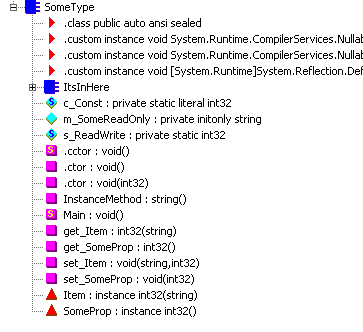 SomeType
.class public auto ansi sealed
.custom instance void System.Runtime.CompilerServices.Nullab
.custom instance void System.Runtime.CompilerServices.Nullab
.custom instance void [System.Runtime]System.Reflection.Def
ItsInHere
c_Const : private static literal int32
m_SomeReadOnly : private initonly string
s_ReadWrite : private static int32
.cctor : void()
.ctor : void()
.ctor : void(int32)
InstanceMethod : string()
Main : void()
get_Item : int32(string)
get_SomeProp : int32()
set_Item : void(string,int32)
set_SomeProp : void(int32)
Item : instance int32(string)
SomeProp : instance int32()